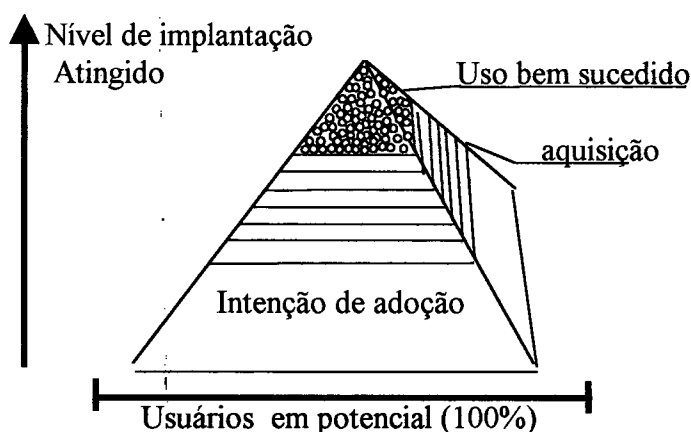 Nível de implantação
Atingido
Uso bem sucedido
aquisição
Intenção de adoção
Usuários em potencial (100%)